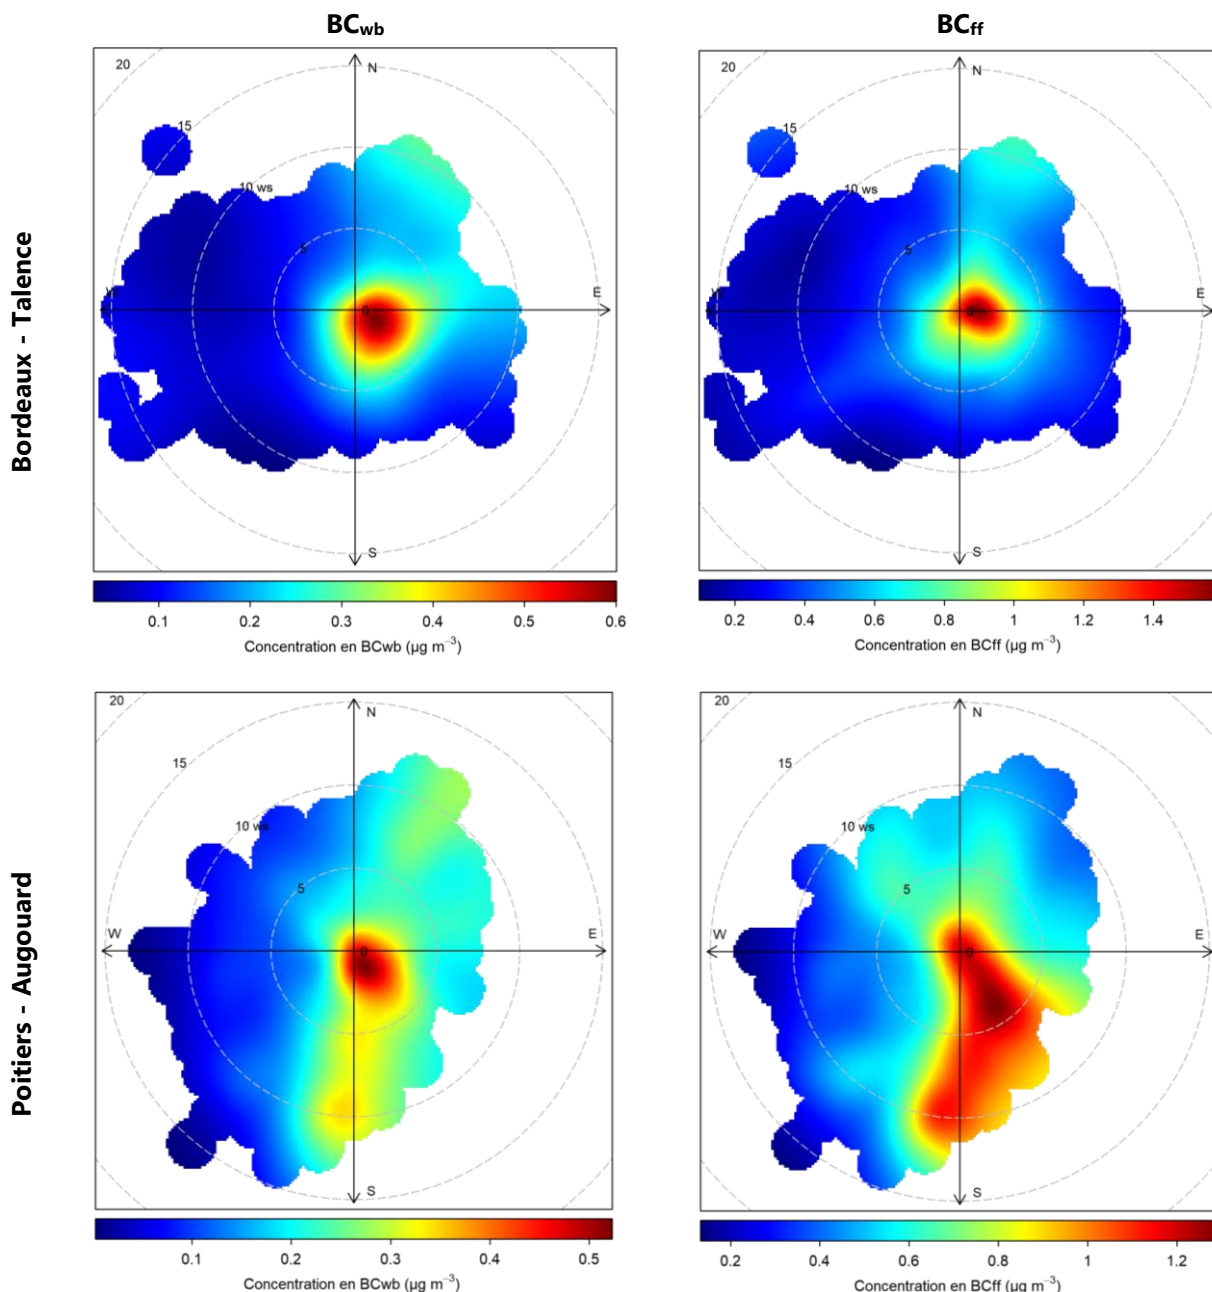 BCwb BCff
Bordeaux - Talence
20
15
10 ws
5
0
N
W
E
S
0.1 0.2 0.3 0.4 0.5 0.6
Concentration en BCwb (µg m⁻³)
20
15
10 ws
5
0
N
W
E
S
0.2 0.4 0.6 0.8 1 1.2 1.4
Concentration en BCff (µg m⁻³)
Poitiers - Augouard
20
15
10 ws
5
0
N
W
E
S
0.1 0.2 0.3 0.4 0.5
Concentration en BCwb (µg m⁻³)
20
15
10 ws
5
0
N
W
E
S
0.2 0.4 0.6 0.8 1 1.2
Concentration en BCff (µg m⁻³)